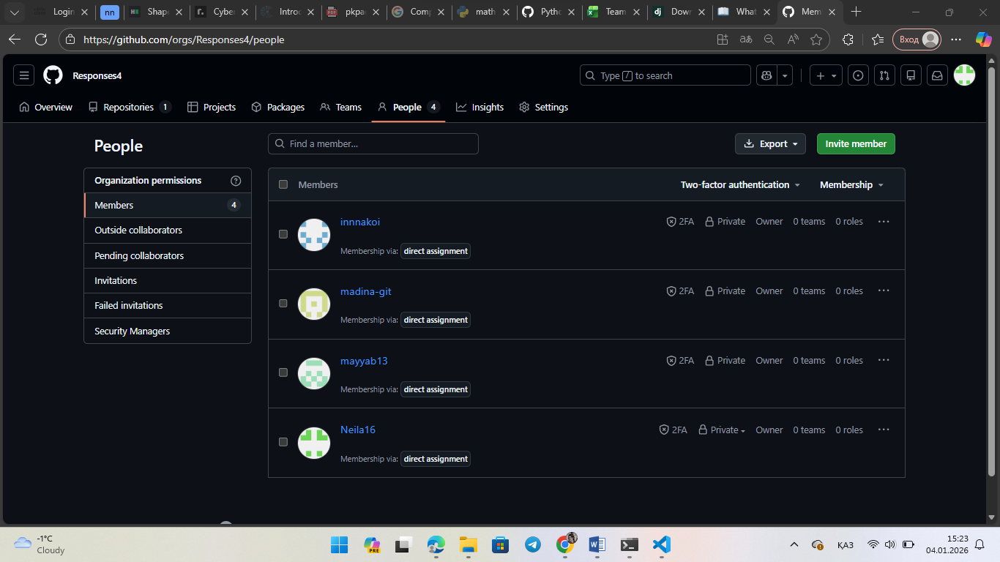 Login
nn
Shape
Cyber
Introd
pkpa
Comp
math
Pytho
Team
Down
What
Mem
https://github.com/orgs/Responses4/people
Вход
Responses4
Type / to search
Overview
Repositories 1
Projects
Packages
Teams
People 4
Insights
Settings
People
Find a member...
Export
Invite member
Organization permissions
Members 4
Outside collaborators
Pending collaborators
Invitations
Failed invitations
Security Managers
Members Two-factor authentication Membership
innnakoi 2FA Private Owner 0 teams 0 roles
Membership via: direct assignment
madina-git 2FA Private Owner 0 teams 0 roles
Membership via: direct assignment
mayyab13 2FA Private Owner 0 teams 0 roles
Membership via: direct assignment
Neila16 2FA Private Owner 0 teams 0 roles
Membership via: direct assignment
-1°C
Cloudy
PRE
ҚАЗ
15:23
04.01.2026